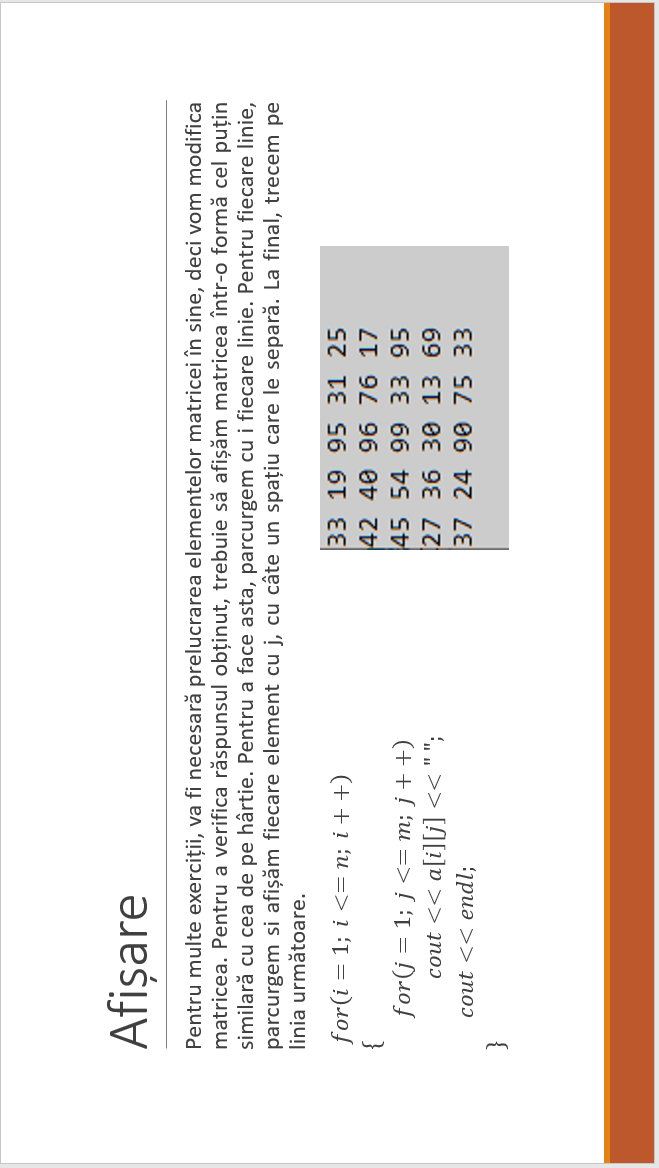 Afișare
Pentru multe exerciții, va fi necesară prelucrarea elementelor matricei în sine, deci vom modifica
matricea. Pentru a verifica răspunsul obținut, trebuie să afișăm matricea într-o formă cel puțin
similară cu cea de pe hârtie. Pentru a face asta, parcurgem cu i fiecare linie. Pentru fiecare linie,
parcurgem si afișăm fiecare element cu j, cu câte un spațiu care le separă. La final, trecem pe
linia următoare.
for(i = 1; i <= n; i + +)
{
for(j = 1; j <= m; j + +)
cout << a[i][j] << " ";
cout << endl;
}
33 19 95 31 25
42 40 96 76 17
45 54 99 33 95
27 36 30 13 69
37 24 90 75 33